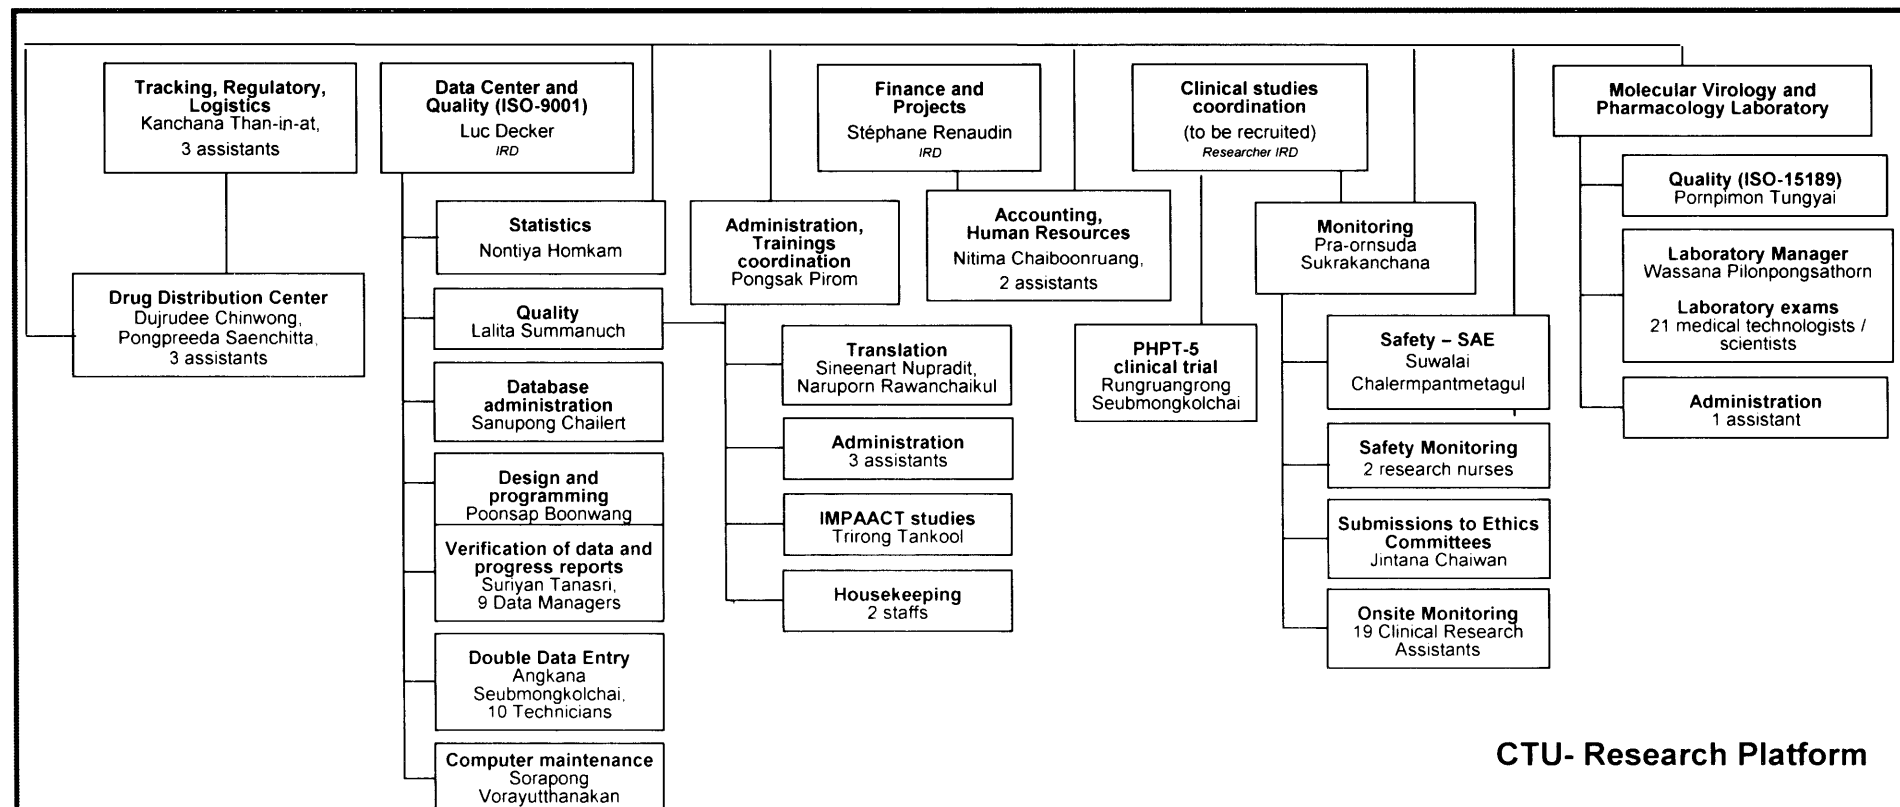 Tracking, Regulatory,
Logistics
Kanchana Than-in-at,
3 assistants
Drug Distribution Center
Dujrudee Chinwong,
Pongpreeda Saenchitta,
3 assistants
Data Center and
Quality (ISO-9001)
Luc Decker
IRD
Statistics
Nontiya Homkam
Quality
Lalita Summanuch
Database
administration
Sanupong Chailert
Design and
programming
Poonsap Boonwang
Verification of data and
progress reports
Suriyan Tanasri,
9 Data Managers
Double Data Entry
Angkana
Seubmongkolchai,
10 Technicians
Computer maintenance
Sorapong
Vorayutthanakan
Administration,
Trainings
coordination
Pongsak Pirom
Translation
Sineenart Nupradit,
Naruporn Rawanchaikul
Administration
3 assistants
IMPAACT studies
Trirong Tankool
Housekeeping
2 staffs
Finance and
Projects
Stéphane Renaudin
IRD
Accounting,
Human Resources
Nitima Chaiboonruang,
2 assistants
Clinical studies
coordination
(to be recruited)
Researcher IRD
PHPT-5
clinical trial
Rungruangrong
Seubmongkolchai
Monitoring
Pra-ornsuda
Sukrakanchana
Safety – SAE
Suwalai
Chalermpantmetagul
Safety Monitoring
2 research nurses
Submissions to Ethics
Committees
Jintana Chaiwan
Onsite Monitoring
19 Clinical Research
Assistants
Molecular Virology and
Pharmacology Laboratory
Quality (ISO-15189)
Pornpimon Tungyai
Laboratory Manager
Wassana Pilonpongsathorn
Laboratory exams
21 medical technologists /
scientists
Administration
1 assistant
CTU- Research Platform